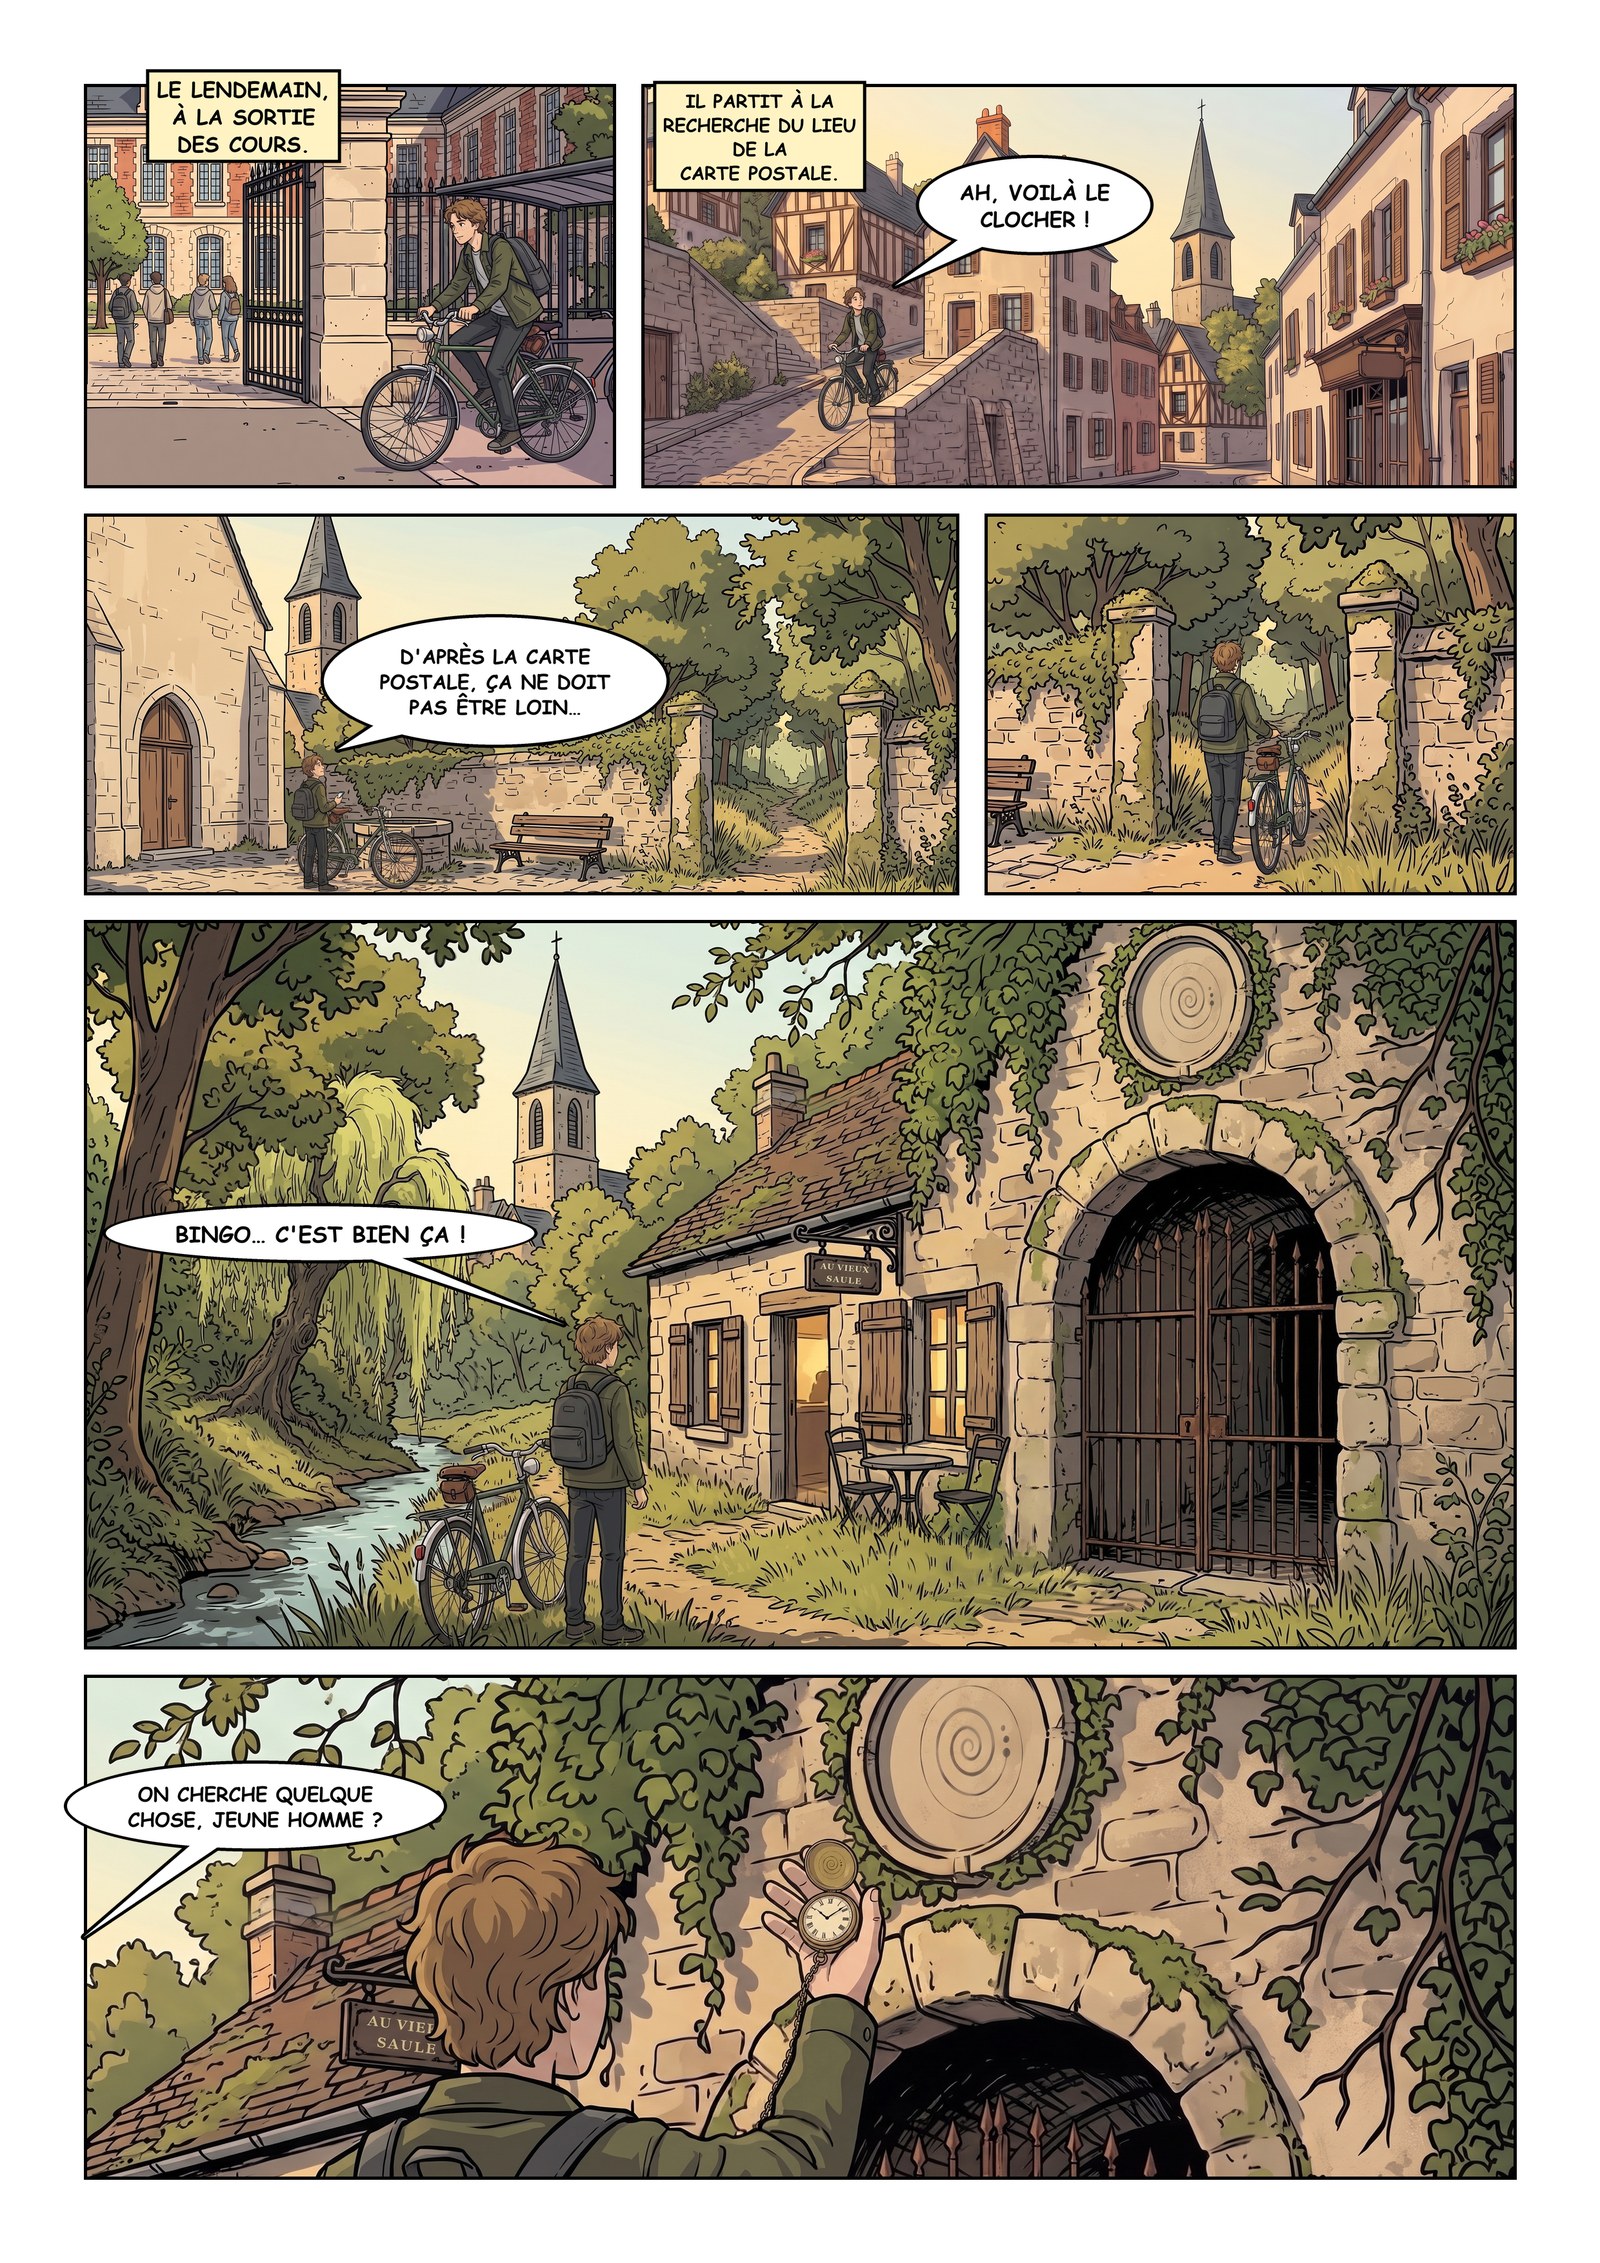 LE LENDEMAIN,
À LA SORTIE
DES COURS.
IL PARTIT À LA
RECHERCHE DU LIEU
DE LA
CARTE POSTALE.
AH, VOILÀ LE
CLOCHER !
D'APRÈS LA CARTE
POSTALE, ÇA NE DOIT
PAS ÊTRE LOIN...
BINGO... C'EST BIEN ÇA !
AU VIEUX
SAULE
ON CHERCHE QUELQUE
CHOSE, JEUNE HOMME ?
AU VIEU
SAULE